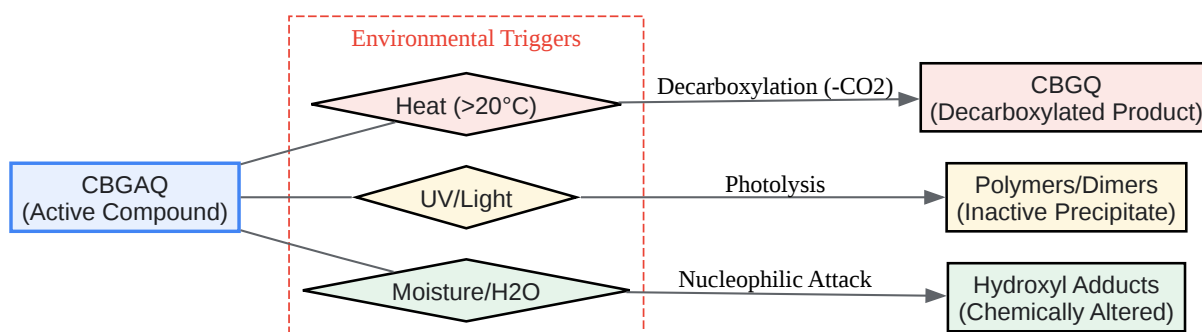 Environmental Triggers
Heat (>20°C)
Decarboxylation (-CO2)
CBGQ
(Decarboxylated Product)
CBGAQ
(Active Compound)
UV/Light
Photolysis
Polymers/Dimers
(Inactive Precipitate)
Moisture/H2O
Nucleophilic Attack
Hydroxyl Adducts
(Chemically Altered)